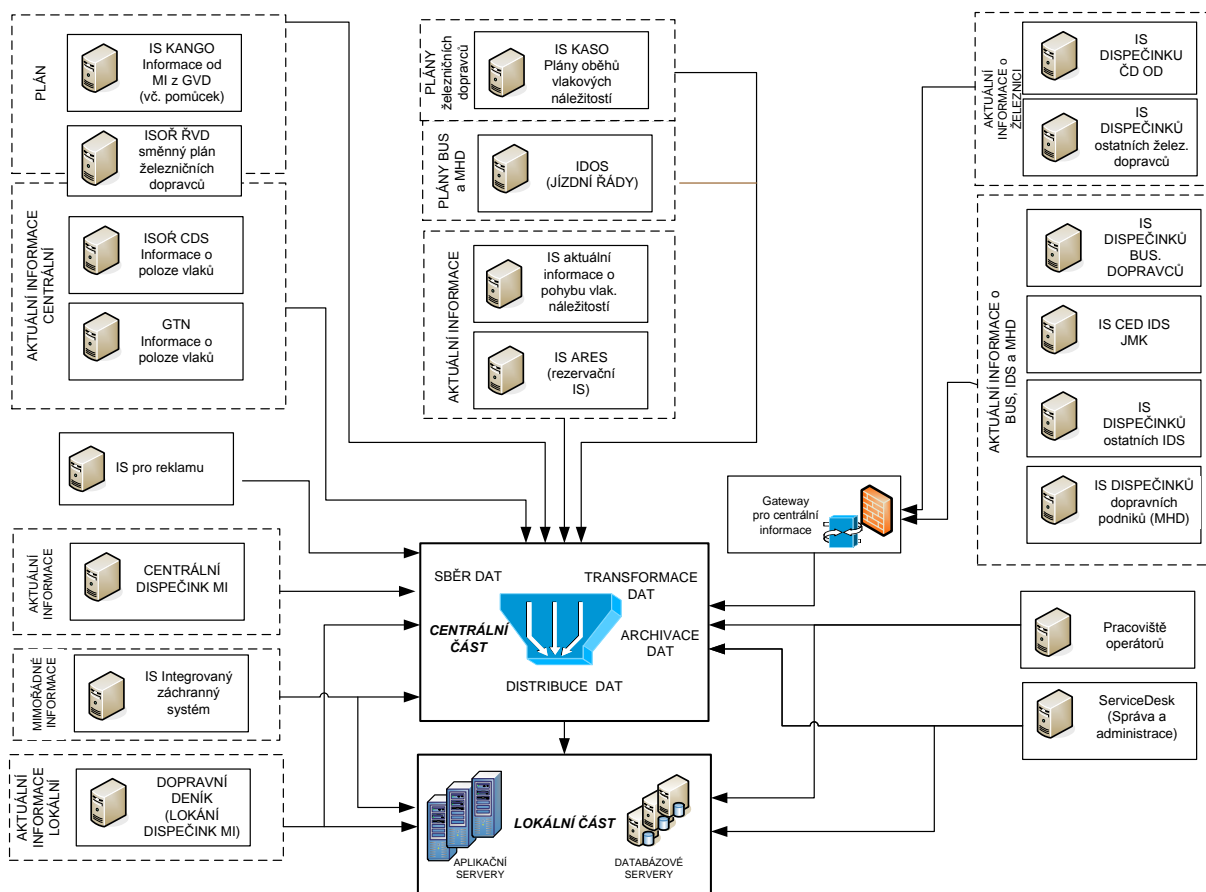 PLÁN
IS KANGO
Informace od
MI z GVD
(vč. pomůcek)
ISOŘ ŘVD
směnný plán
železničních
dopravců
AKTUÁLNÍ INFORMACE
CENTRÁLNÍ
ISOŘ CDS
Informace o
poloze vlaků
GTN
Informace o
poloze vlaků
PLÁNY
železničních
dopravců
IS KASO
Plány oběhů
vlakových
náležitostí
PLÁNY BUS
a MHD
IDOS
(JÍZDNÍ ŘÁDY)
AKTUÁLNÍ INFORMACE
IS aktuální
informace o
pohybu vlak.
náležitostí
IS ARES
(rezervační
IS)
AKTUÁLNÍ
INFORMACE o
ŽELEZNICI
IS
DISPEČINKU
ČD OD
IS
DISPEČINKŮ
ostatních želez.
dopravců
AKTUÁLNÍ INFORMACE o
BUS, IDS a MHD
IS
DISPEČINKŮ
BUS.
DOPRAVCŮ
IS CED IDS
JMK
IS
DISPEČINKŮ
ostatních IDS
IS DISPEČINKŮ
dopravních
podniků (MHD)
IS pro reklamu
Gateway
pro centrální
informace
AKTUÁLNÍ
INFORMACE
CENTRÁLNÍ
DISPEČINK MI
MIMOŘÁDNÉ
INFORMACE
IS Integrovaný
záchranný
systém
AKTUÁLNÍ
INFORMACE
LOKÁLNÍ
DOPRAVNÍ
DENÍK
(LOKÁNÍ
DISPEČINK MI)
SBĚR DAT
TRANSFORMACE
DAT
CENTRÁLNÍ
ČÁST
ARCHIVACE
DAT
DISTRIBUCE DAT
Pracoviště
operátorů
ServiceDesk
(Správa a
administrace)
LOKÁLNÍ ČÁST
APLIKAČNÍ
SERVERY
DATABÁZOVÉ
SERVERY